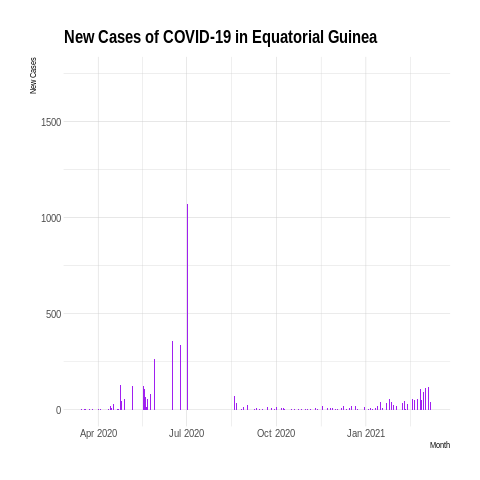 New Cases of COVID-19 in Equatorial Guinea
New Cases
1500
1000
500
0
Apr 2020
Jul 2020
Oct 2020
Jan 2021
Month